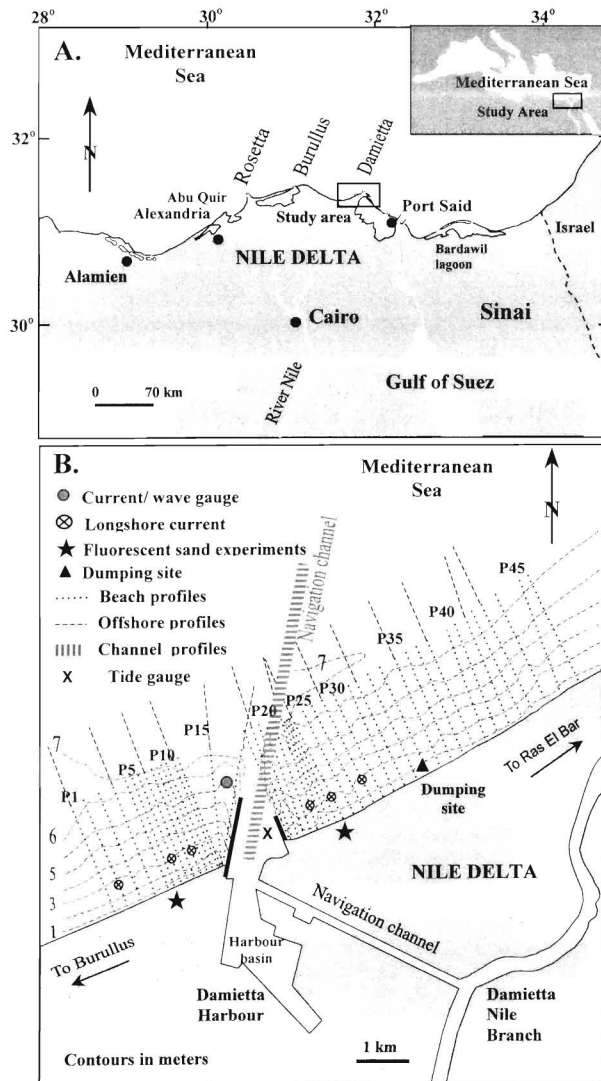 28°
30°
32°
34°
A.
Mediterranean
Sea
Mediterranean Sea
Study Area
32°
N
Rosetta
Burullus
Damietta
Abu Quir
Alexandria
Study area
Port Said
Israel
Bardawil
lagoon
Alamien
NILE DELTA
Cairo
Sinai
30°
0 70 km
River Nile
Gulf of Suez
B.
Mediterranean
Sea
N
Current/ wave gauge
Longshore current
Fluorescent sand experiments
Dumping site
Beach profiles
Offshore profiles
Channel profiles
X Tide gauge
Navigation channel
P45
P40
P35
7
P30
P25
P20
P15
P10
P5
P1
7
6
5
3
1
X
To Ras El Bar
Dumping
site
NILE DELTA
Navigation channel
To Burullus
Harbour
basin
Damietta
Harbour
Damietta
Nile
Branch
1 km
Contours in meters